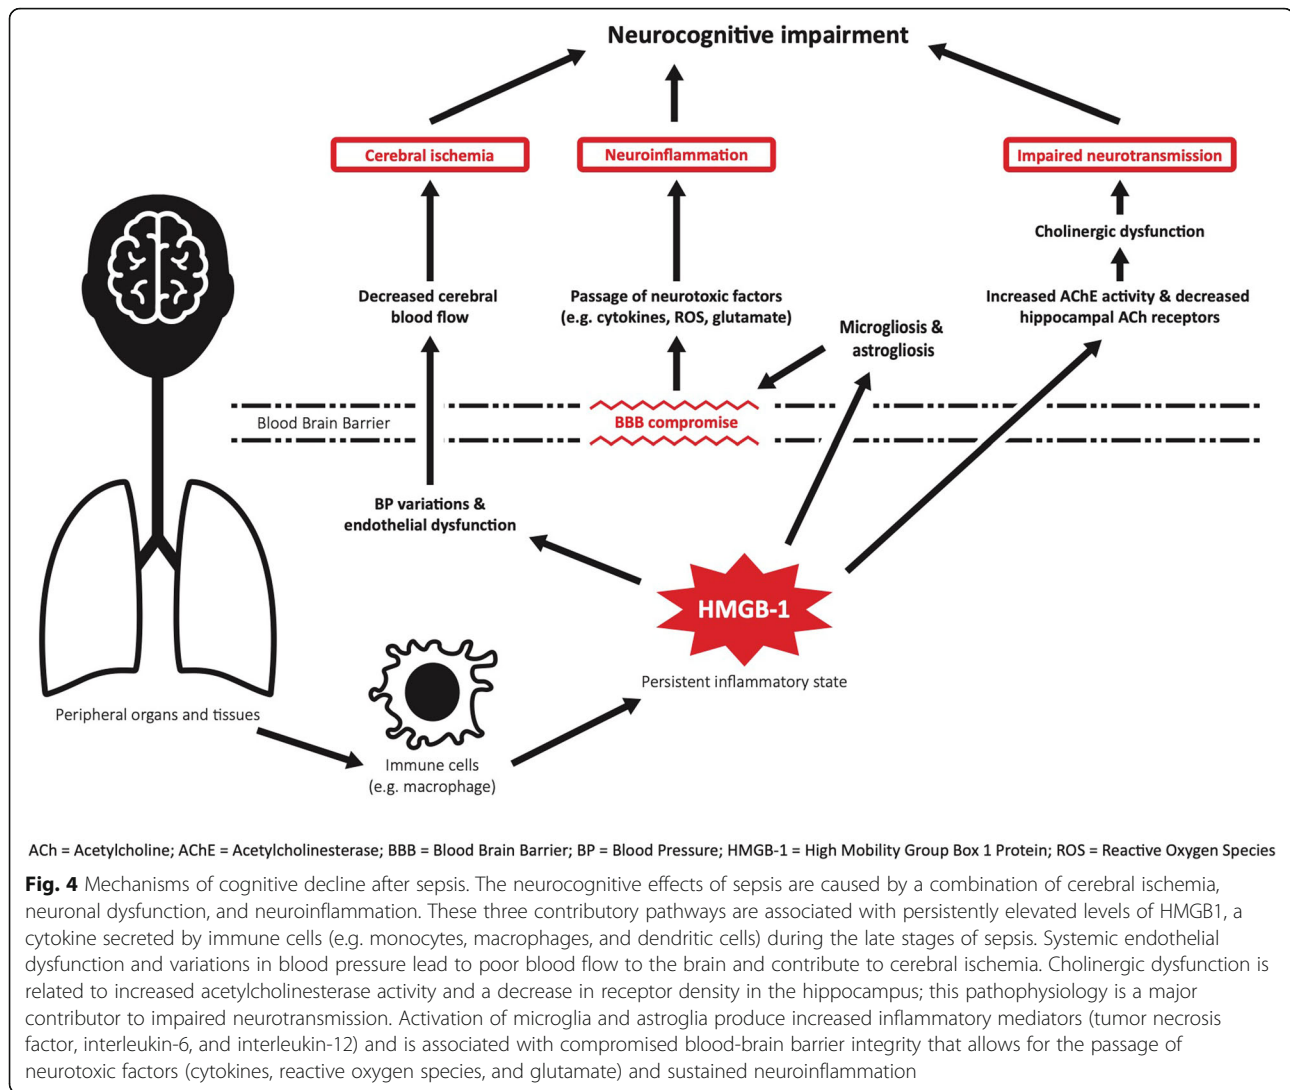 Neurocognitive impairment
Cerebral ischemia
Neuroinflammation
Impaired neurotransmission
Cholinergic dysfunction
Decreased cerebral
blood flow
Passage of neurotoxic factors
(e.g. cytokines, ROS, glutamate)
Increased AChE activity & decreased
hippocampal ACh receptors
Microgliosis &
astrogliosis
Blood Brain Barrier
BBB compromise
BP variations &
endothelial dysfunction
HMGB-1
Persistent inflammatory state
Peripheral organs and tissues
Immune cells
(e.g. macrophage)
ACh = Acetylcholine; AChE = Acetylcholinesterase; BBB = Blood Brain Barrier; BP = Blood Pressure; HMGB-1 = High Mobility Group Box 1 Protein; ROS = Reactive Oxygen Species
Fig. 4 Mechanisms of cognitive decline after sepsis. The neurocognitive effects of sepsis are caused by a combination of cerebral ischemia,
neuronal dysfunction, and neuroinflammation. These three contributory pathways are associated with persistently elevated levels of HMGB1, a
cytokine secreted by immune cells (e.g. monocytes, macrophages, and dendritic cells) during the late stages of sepsis. Systemic endothelial
dysfunction and variations in blood pressure lead to poor blood flow to the brain and contribute to cerebral ischemia. Cholinergic dysfunction is
related to increased acetylcholinesterase activity and a decrease in receptor density in the hippocampus; this pathophysiology is a major
contributor to impaired neurotransmission. Activation of microglia and astroglia produce increased inflammatory mediators (tumor necrosis
factor, interleukin-6, and interleukin-12) and is associated with compromised blood-brain barrier integrity that allows for the passage of
neurotoxic factors (cytokines, reactive oxygen species, and glutamate) and sustained neuroinflammation